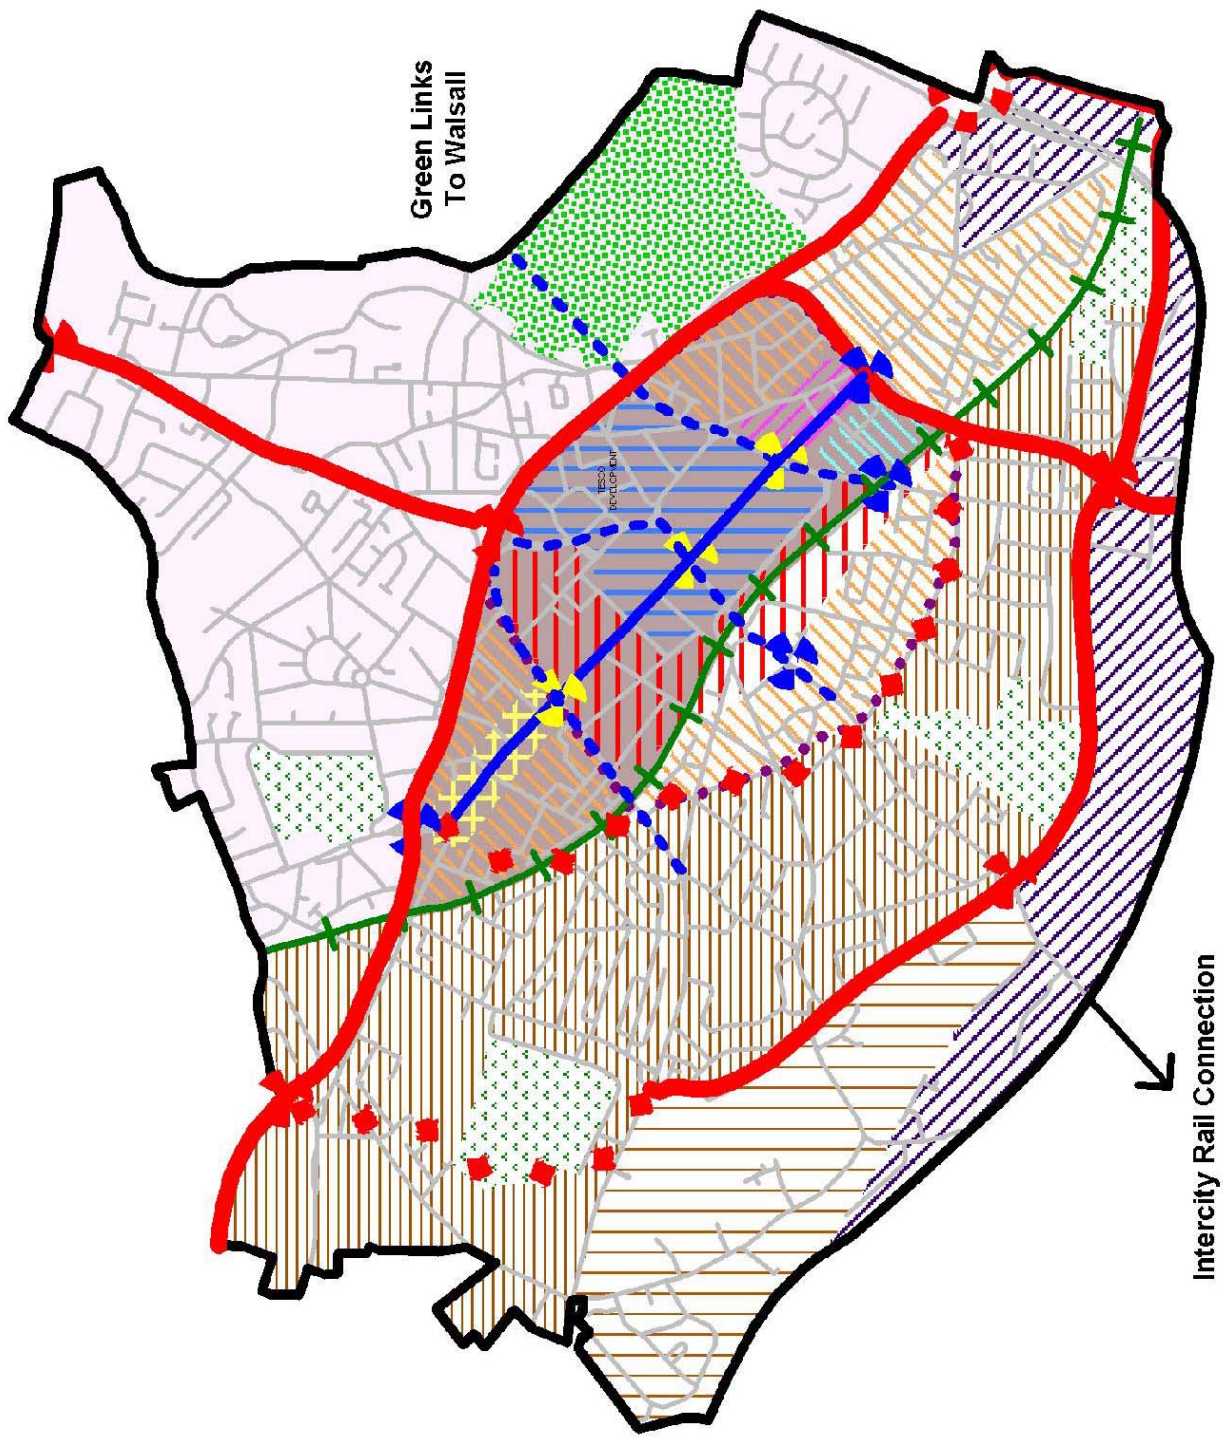 Green Links
To Walsall
TESCO
DEVELOPMENT
Intercity Rail Connection